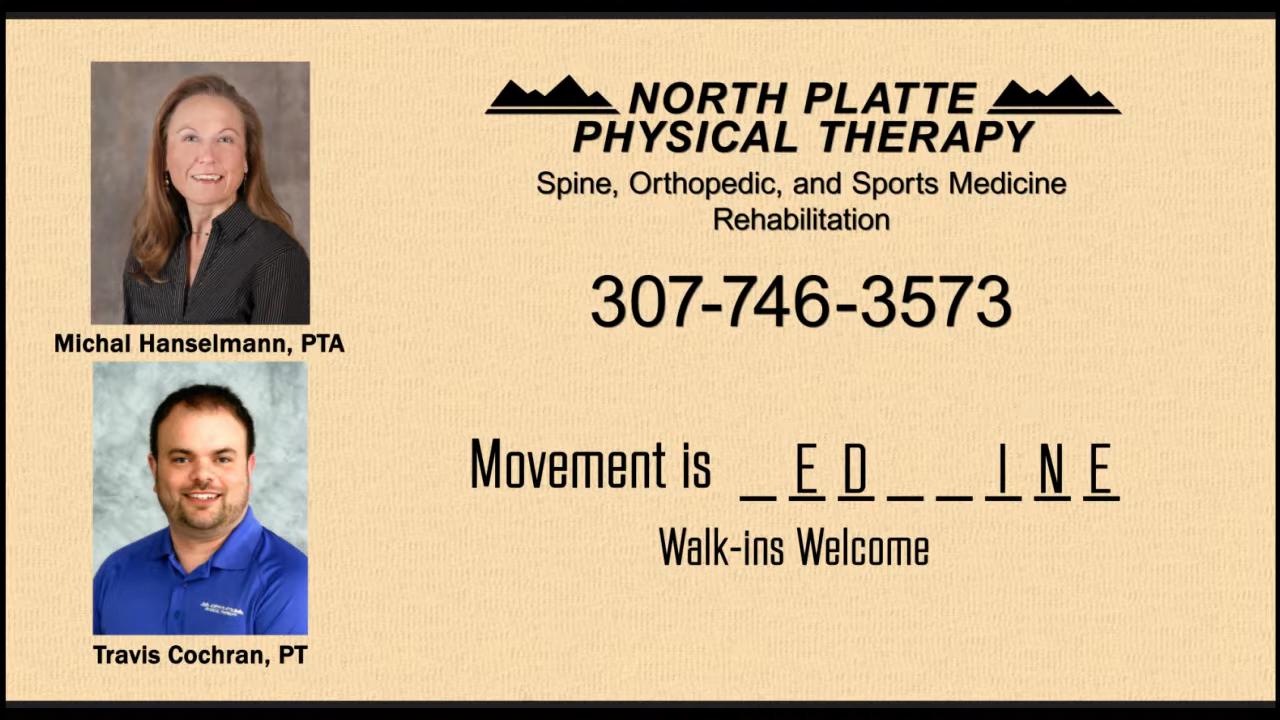 NORTH PLATTE
PHYSICAL THERAPY
Spine, Orthopedic, and Sports Medicine
Rehabilitation
307-746-3573
Michal Hanselmann, PTA
Movement is _ E D _ _ I N E
Walk-ins Welcome
Travis Cochran, PT